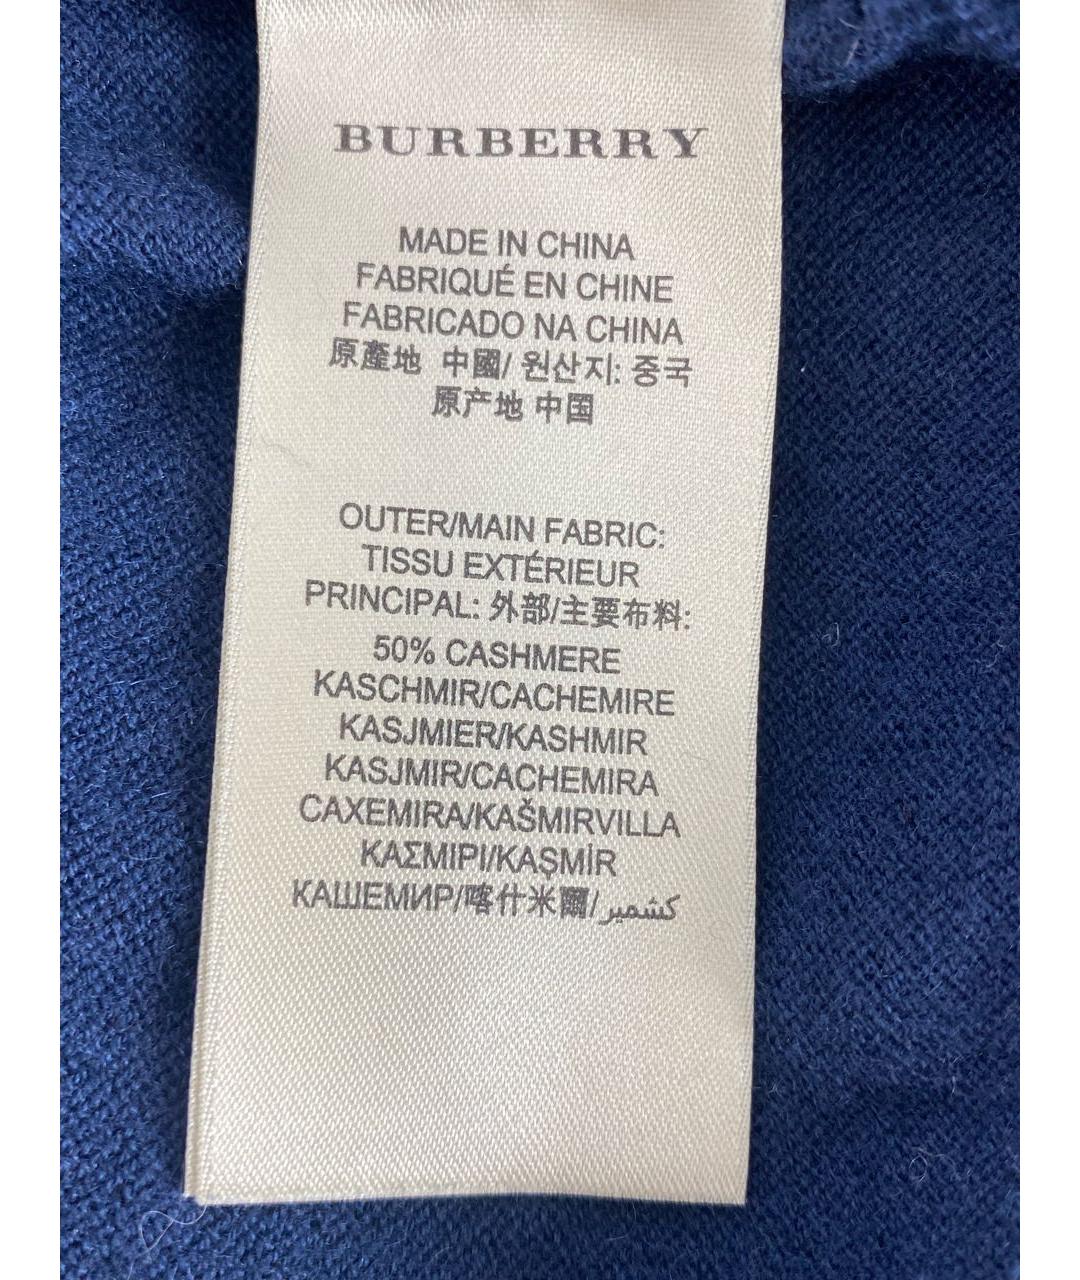 BURBERRY
MADE IN CHINA
FABRIQUÉ EN CHINE
FABRICADO NA CHINA
原產地 中國/ 원산지: 중국
原产地 中国
OUTER/MAIN FABRIC:
TISSU EXTÉRIEUR
PRINCIPAL: 外部/主要布料:
50% CASHMERE
KASCHMIR/CACHEMIRE
KASJMIER/KASHMIR
KASJMIR/CACHEMIRA
CAXEMIRA/KAŠMIRVILLA
ΚΑΣΜΙΡΙ/KAŞMİR
КАШЕМИР/喀什米爾/كشمير